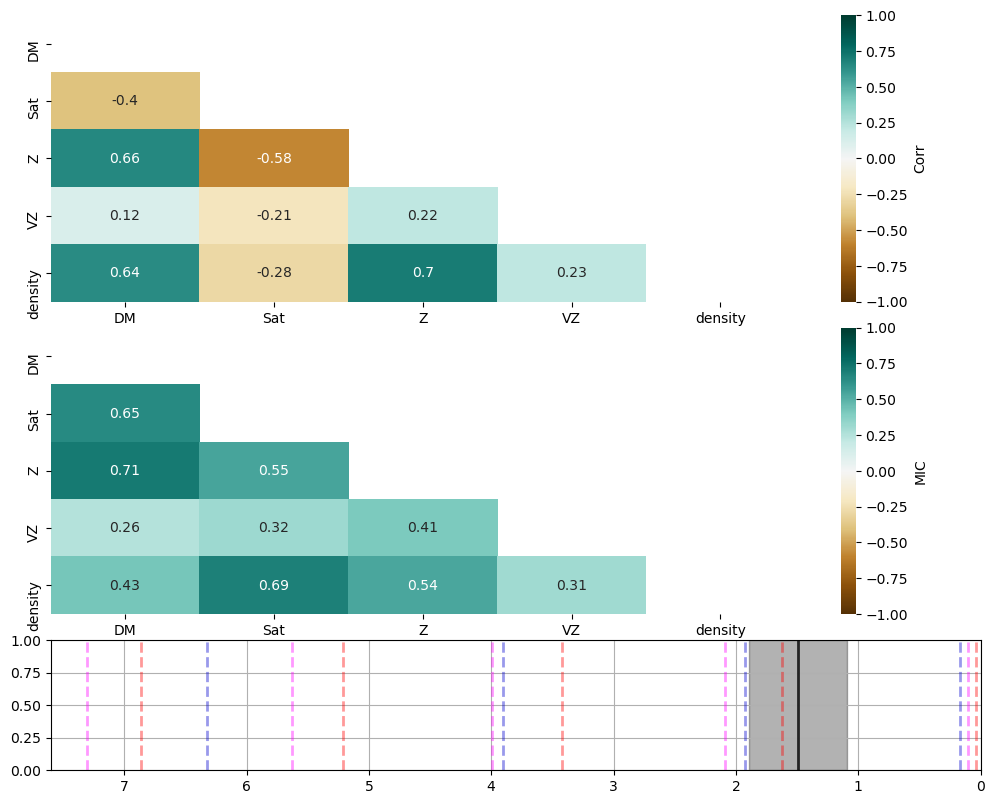 DM
Sat
-0.4
Z
0.66 -0.58
VZ
0.12 -0.21 0.22
density
0.64 -0.28 0.7 0.23
DM Sat Z VZ density
1.00
0.75
0.50
0.25
0.00
−0.25
−0.50
−0.75
−1.00
Corr
DM
Sat
0.65
Z
0.71 0.55
VZ
0.26 0.32 0.41
density
0.43 0.69 0.54 0.31
DM Sat Z VZ density
1.00
0.75
0.50
0.25
0.00
−0.25
−0.50
−0.75
−1.00
MIC
1.00
0.75
0.50
0.25
0.00
7 6 5 4 3 2 1 0